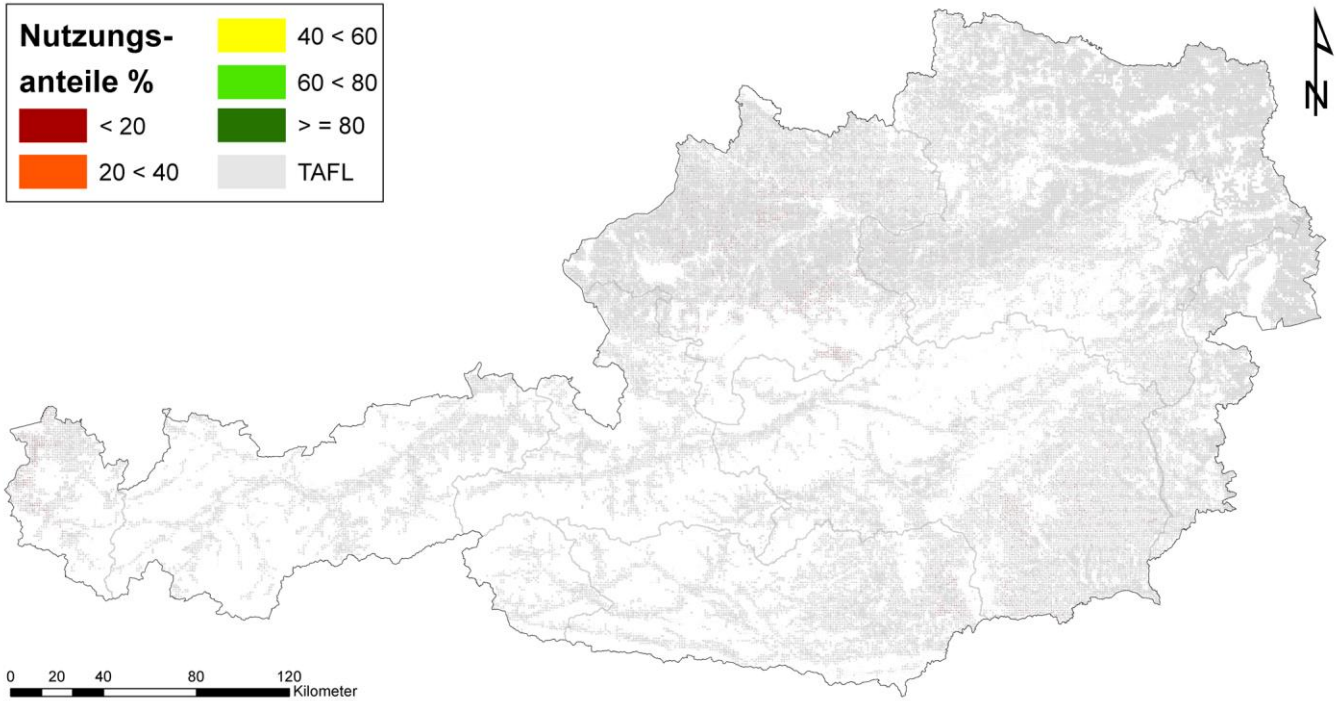 Nutzungs-
anteile %
< 20
20 < 40
40 < 60
60 < 80
> = 80
TAFL
N
0 20 40 80 120
Kilometer